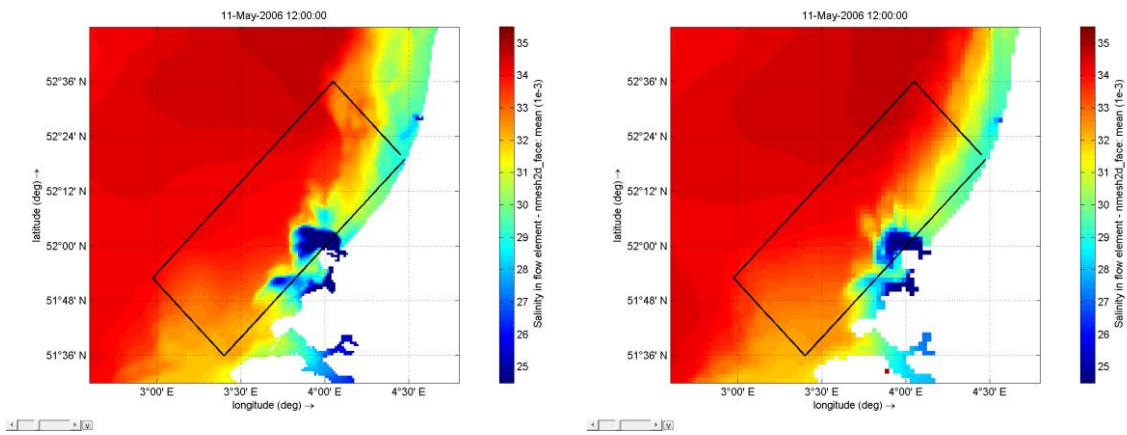 11-May-2006 12:00:00
52°36' N
52°24' N
52°12' N
52°00' N
51°48' N
51°36' N
latitude (deg) →
3°00' E
3°30' E
4°00' E
4°30' E
longitude (deg) →
35
34
33
32
31
30
29
28
27
26
25
Salinity in flow element - nmesh2d_face: mean (1e-3)
y
11-May-2006 12:00:00
52°36' N
52°24' N
52°12' N
52°00' N
51°48' N
51°36' N
latitude (deg) →
3°00' E
3°30' E
4°00' E
4°30' E
longitude (deg) →
35
34
33
32
31
30
29
28
27
26
25
Salinity in flow element - nmesh2d_face: mean (1e-3)
y